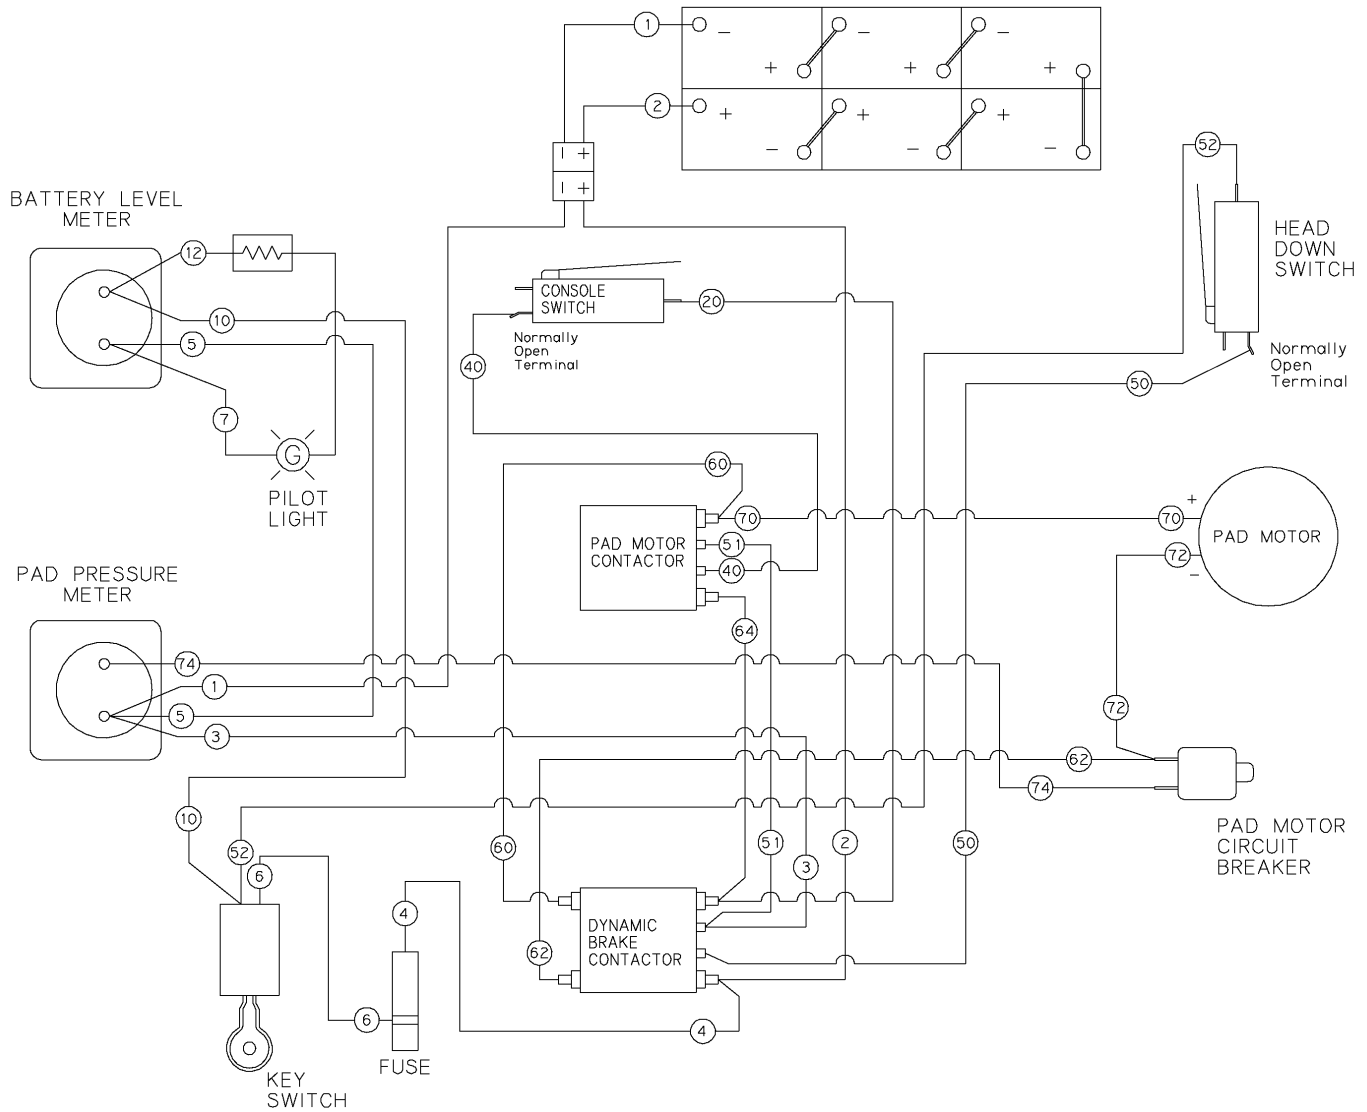 1
−
−
−
+
+
+
2
+
+
+
−
−
−
− +
− +
52
BATTERY LEVEL
METER
12
10
5
7
G
PILOT
LIGHT
CONSOLE
SWITCH
20
Normally
Open
Terminal
40
HEAD
DOWN
SWITCH
Normally
Open
Terminal
50
60
PAD MOTOR
CONTACTOR
70
51
40
64
+
70
72
−
PAD MOTOR
PAD PRESSURE
METER
74
1
5
3
72
62
74
PAD MOTOR
CIRCUIT
BREAKER
10
52
6
60
51
2
3
50
4
DYNAMIC
BRAKE
CONTACTOR
62
6
4
FUSE
KEY
SWITCH